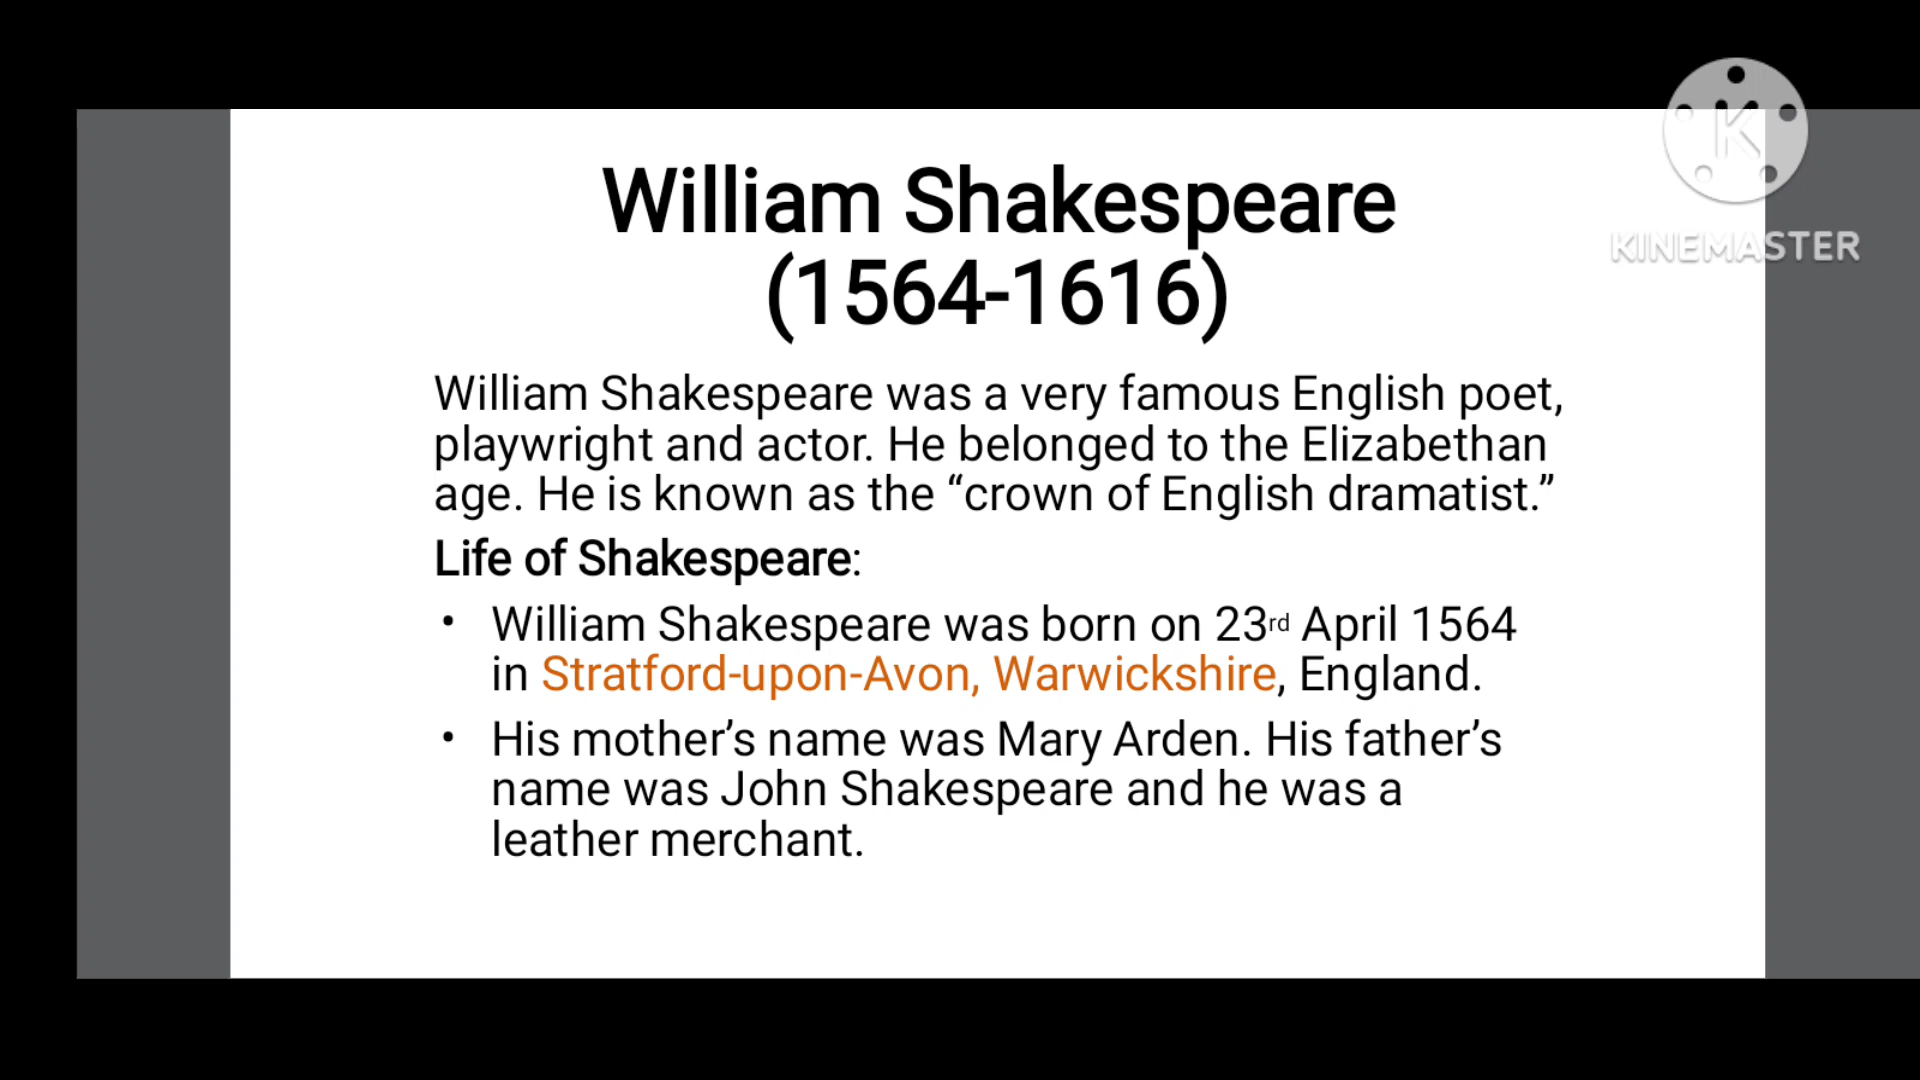 William Shakespeare
(1564-1616)
William Shakespeare was a very famous English poet,
playwright and actor. He belonged to the Elizabethan
age. He is known as the “crown of English dramatist.”
Life of Shakespeare:
• William Shakespeare was born on 23rd April 1564
in Stratford-upon-Avon, Warwickshire, England.
• His mother’s name was Mary Arden. His father’s
name was John Shakespeare and he was a
leather merchant.
K
KINEMASTER